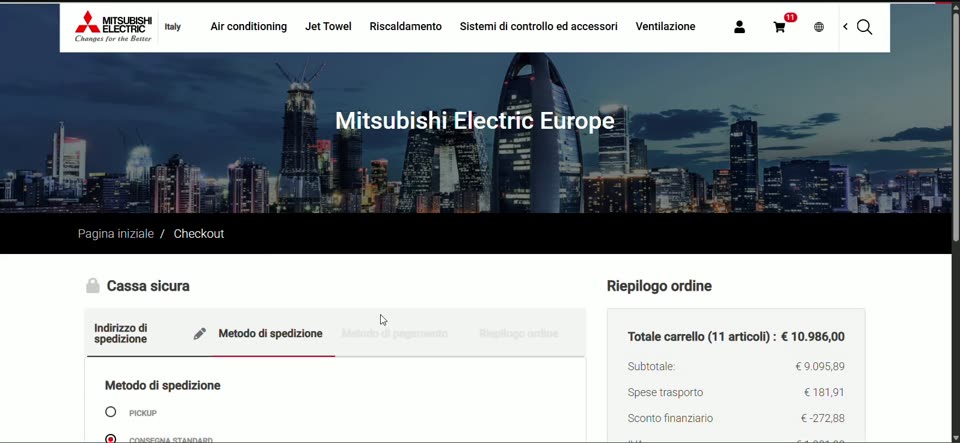 MITSUBISHI
ELECTRIC
Changes for the Better
Italy
Air conditioning
Jet Towel
Riscaldamento
Sistemi di controllo ed accessori
Ventilazione
11
Mitsubishi Electric Europe
Pagina iniziale / Checkout
Cassa sicura
Indirizzo di
spedizione
Metodo di spedizione
Metodo di pagamento
Riepilogo ordine
Metodo di spedizione
PICKUP
CONSEGNA STANDARD
Riepilogo ordine
Totale carrello (11 articoli) : € 10.986,00
Subtotale: € 9.095,89
Spese trasporto € 181,91
Sconto finanziario € -272,88